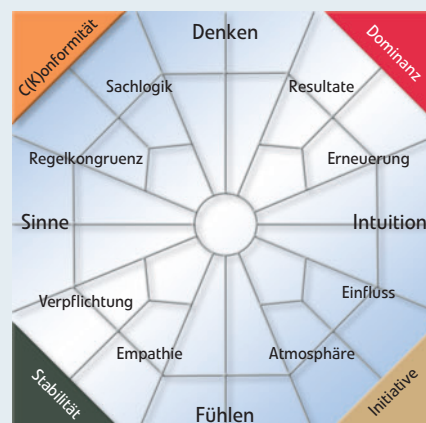 C(K)onformität
Denken
Dominanz
Sachlogik
Resultate
Regelkongruenz
Erneuerung
Sinne
Intuition
Verpflichtung
Einfluss
Empathie
Atmosphäre
Stabilität
Fühlen
Initiative